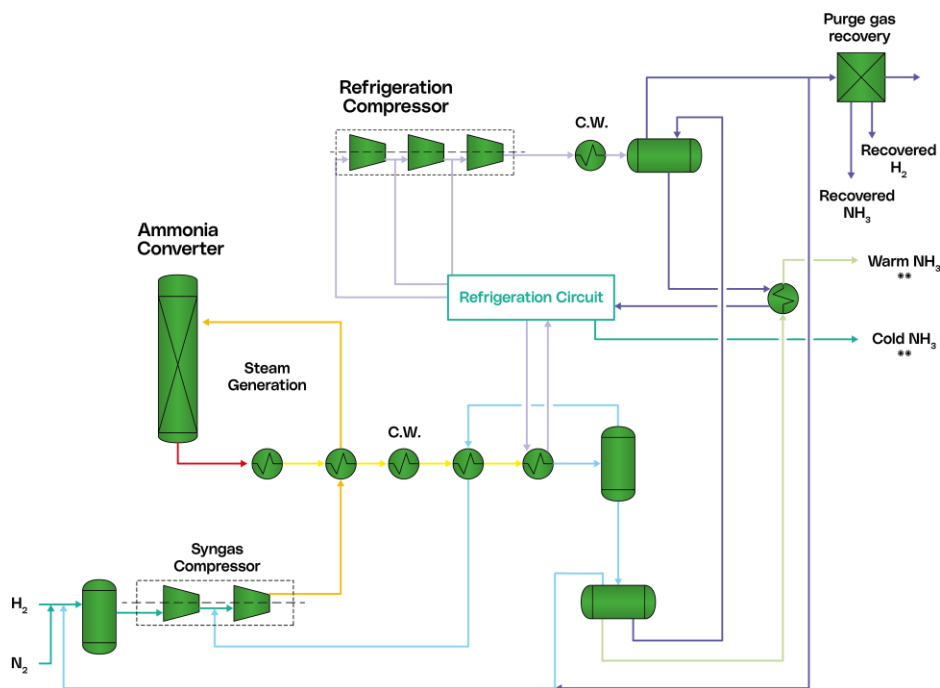 Purge gas
recovery
Refrigeration
Compressor
C.W.
Recovered
H₂
Recovered
NH₃
Ammonia
Converter
Warm NH₃
**
Refrigeration Circuit
Cold NH₃
**
Steam
Generation
C.W.
Syngas
Compressor
H₂
N₂